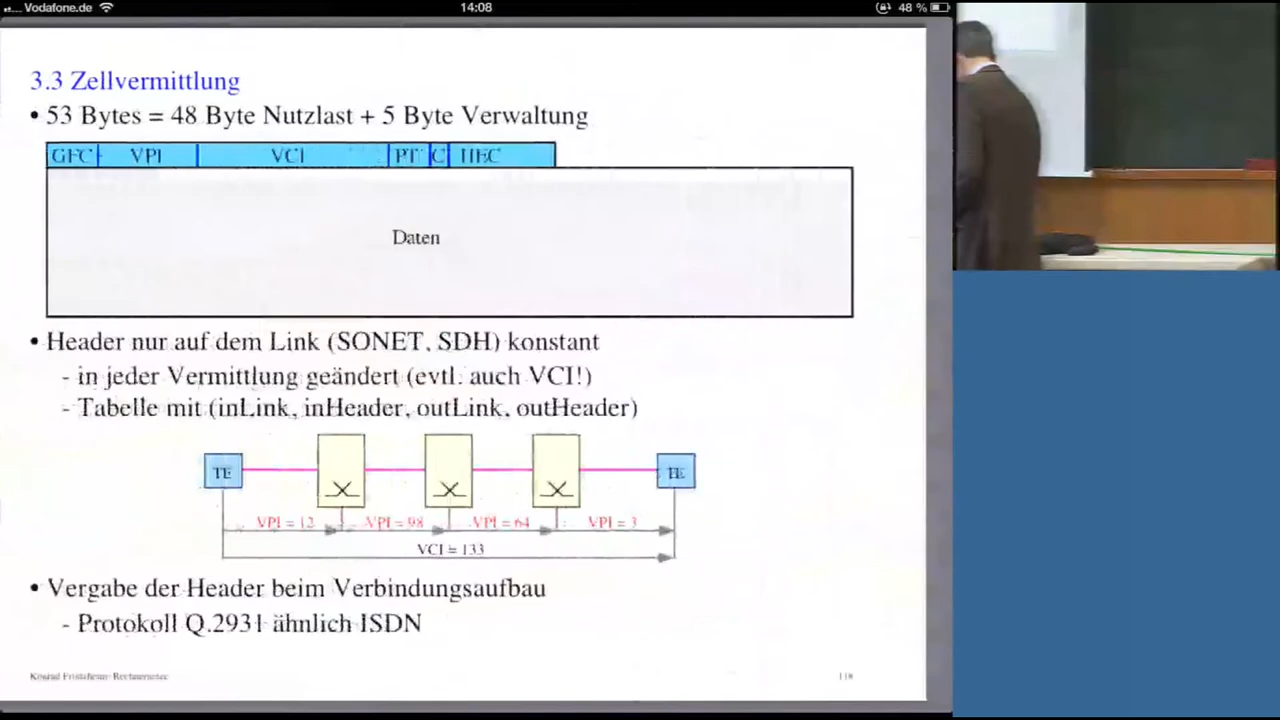 Vodafone.de
14:08
48 %
3.3 Zellvermittlung
• 53 Bytes = 48 Byte Nutzlast + 5 Byte Verwaltung
GFC VPI VCI PT C HEC
Daten
• Header nur auf dem Link (SONET, SDH) konstant
- in jeder Vermittlung geändert (evtl. auch VCI!)
- Tabelle mit (inLink, inHeader, outLink, outHeader)
TE TE
VPI = 12 VPI = 98 VPI = 64 VPI = 3
VCI = 133
• Vergabe der Header beim Verbindungsaufbau
- Protokoll Q.2931 ähnlich ISDN
Konrad Rechnernetze
118